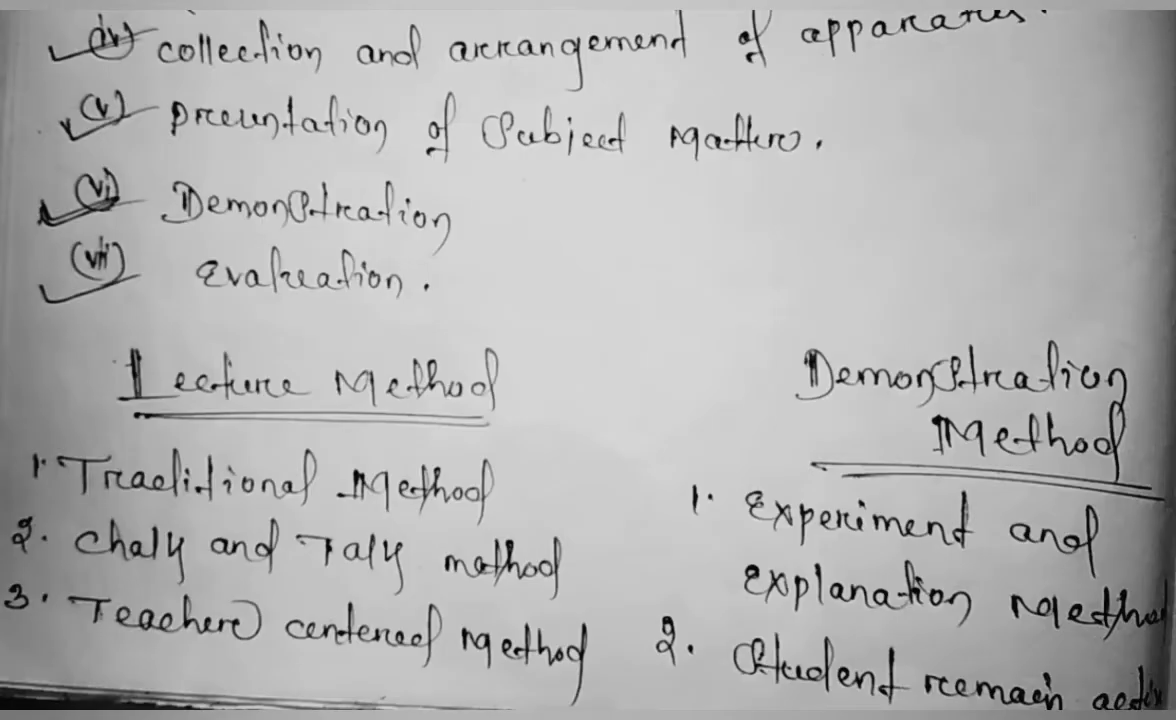 (iv) collection and arrangement of apparatus.
(v) presentation of Subject matter.
(vi) Demonstration
(vii) Evaluation.
Lecture Method
1. Traditional Method
2. Chalk and Talk method
3. Teacher centered method
Demonstration
Method
1. Experiment and
explanation method
2. Student remain active